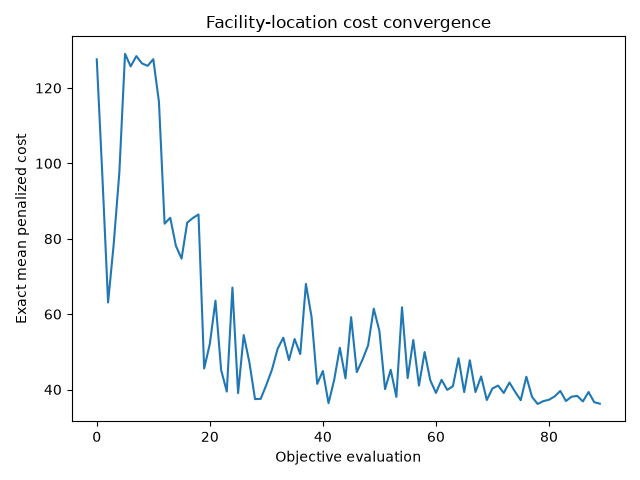 Facility-location cost convergence
Exact mean penalized cost
120
100
80
60
40
0 20 40 60 80
Objective evaluation